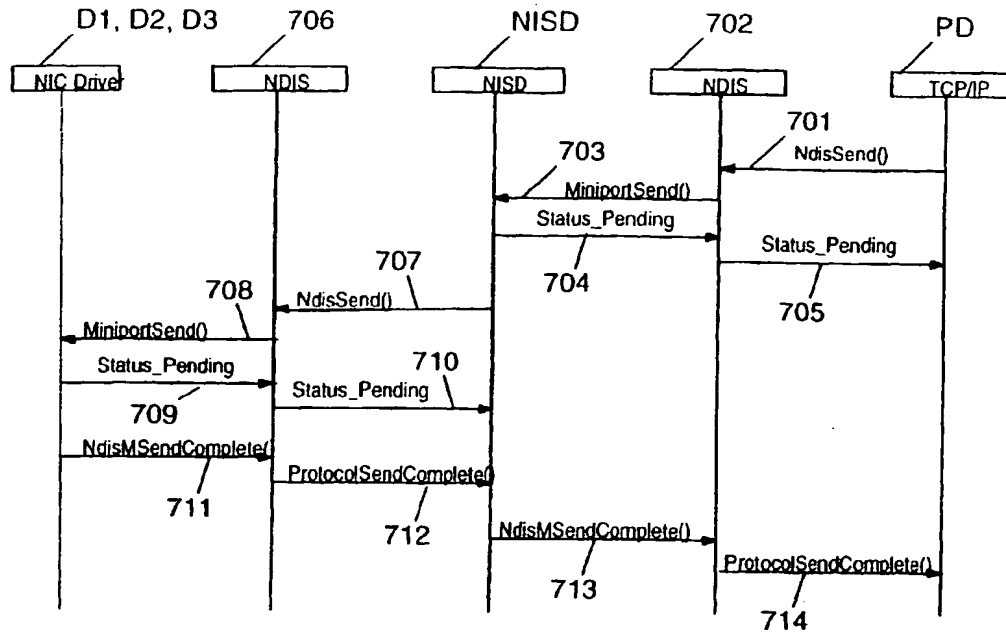 D1, D2, D3
706
NISD
702
PD
NIC Driver
NDIS
NISD
NDIS
TCP/IP
701
NdisSend()
703
MiniportSend()
Status_Pending
704
Status_Pending
705
707
NdisSend()
708
MiniportSend()
Status_Pending
709
710
Status_Pending
NdisMSendComplete()
711
ProtocolSendComplete()
712
NdisMSendComplete()
713
ProtocolSendComplete()
714